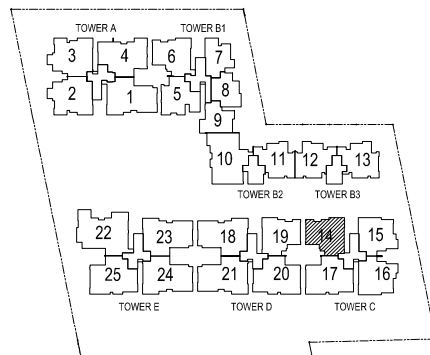 TOWER A TOWER B1
3 4 6 7
2 1 5 8
9
10 11 12 13
TOWER B2 TOWER B3
22 23 18 19 14 15
25 24 21 20 17 16
TOWER E TOWER D TOWER C